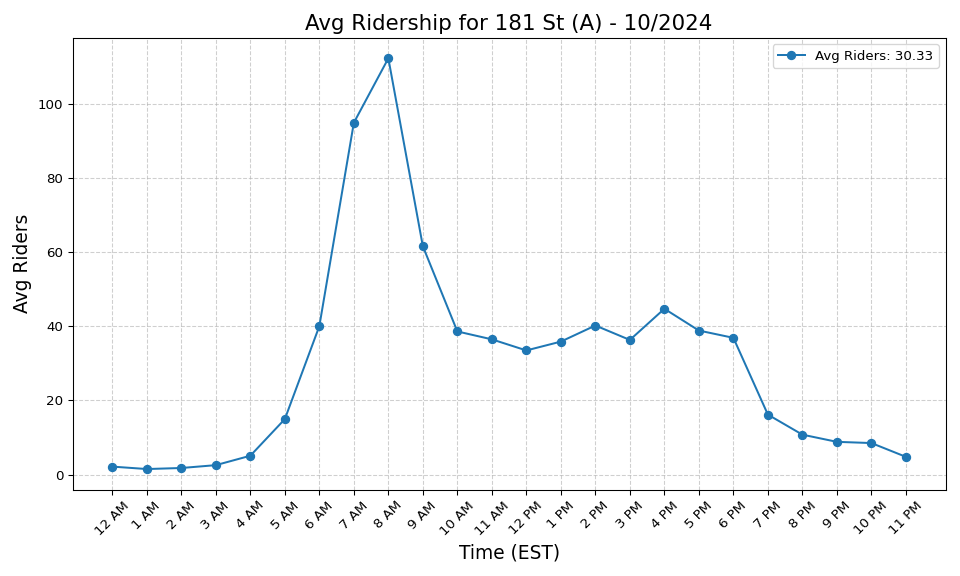 Avg Ridership for 181 St (A) - 10/2024
Avg Riders: 30.33
Avg Riders
100
80
60
40
20
0
12 AM
1 AM
2 AM
3 AM
4 AM
5 AM
6 AM
7 AM
8 AM
9 AM
10 AM
11 AM
12 PM
1 PM
2 PM
3 PM
4 PM
5 PM
6 PM
7 PM
8 PM
9 PM
10 PM
11 PM
Time (EST)